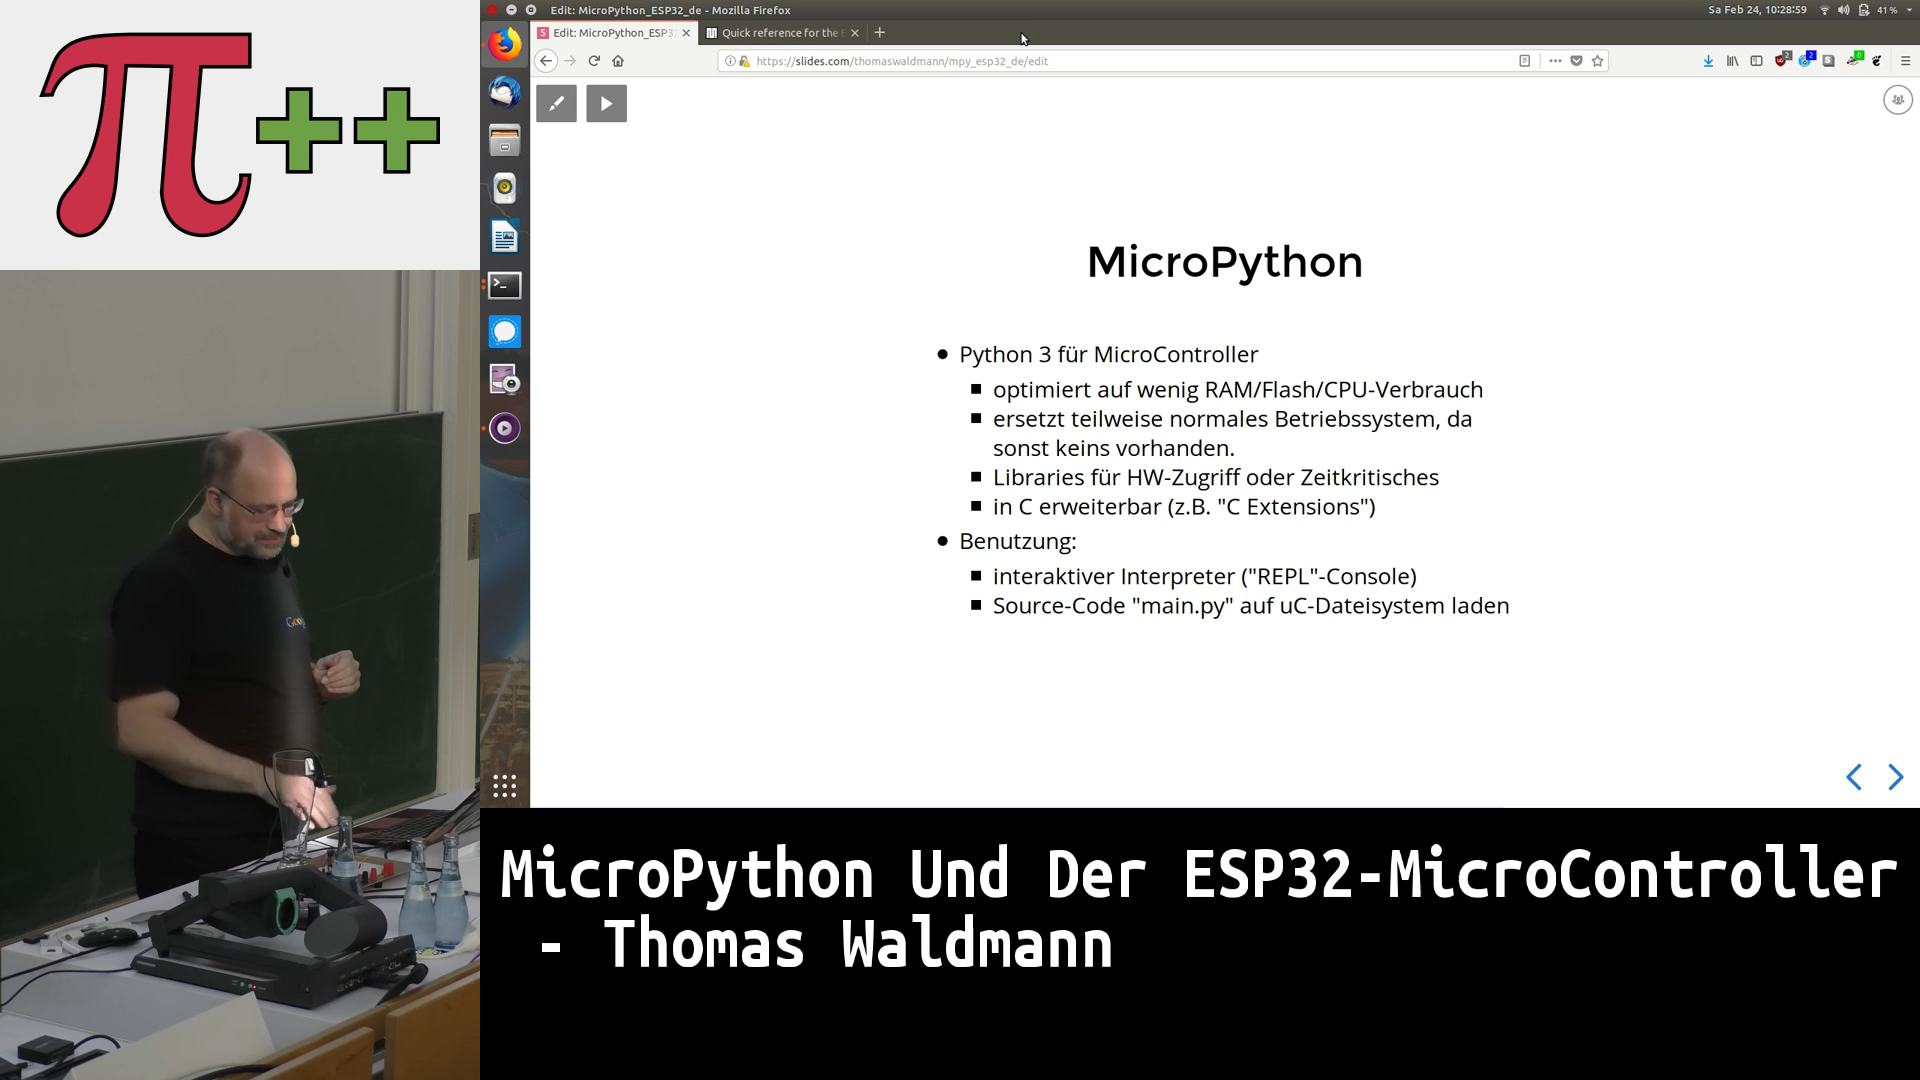 π++
Edit: MicroPython_ESP32_de - Mozilla Firefox
Sa Feb 24, 10:28:59
41 %
Edit: MicroPython_ESP3
Quick reference for the
https://slides.com/thomaswaldmann/mpy_esp32_de/edit
MicroPython
• Python 3 für MicroController
■ optimiert auf wenig RAM/Flash/CPU-Verbrauch
■ ersetzt teilweise normales Betriebssystem, da
sonst keins vorhanden.
■ Libraries für HW-Zugriff oder Zeitkritisches
■ in C erweiterbar (z.B. "C Extensions")
• Benutzung:
■ interaktiver Interpreter ("REPL"-Console)
■ Source-Code "main.py" auf uC-Dateisystem laden
MicroPython Und Der ESP32-MicroController
- Thomas Waldmann